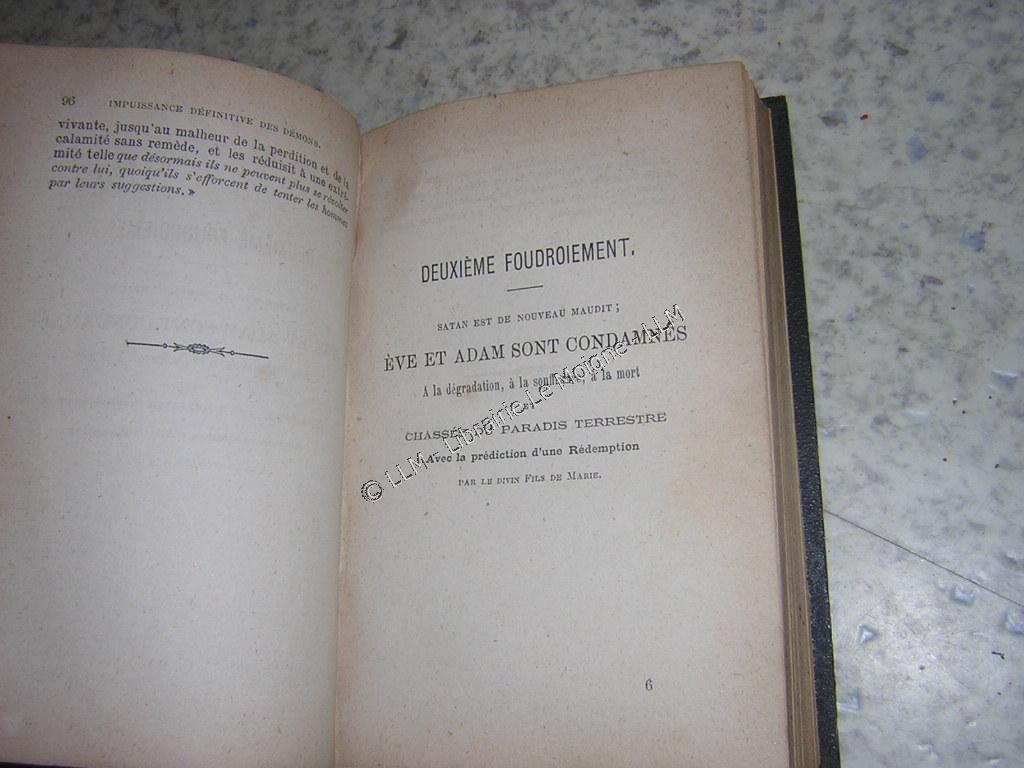 96 IMPUISSANCE DÉFINITIVE DES DÉMONS.
vivante, jusqu'au malheur de la perdition et de la
calamité sans remède, et les réduisit à une extré-
mité telle que désormais ils ne peuvent plus se révolter
contre lui, quoiqu'ils s'efforcent de tenter les hommes
par leurs suggestions. »
DEUXIÈME FOUDROIEMENT.
SATAN EST DE NOUVEAU MAUDIT ;
ÈVE ET ADAM SONT CONDAMNÉS
A la dégradation, à la souffrance, à la mort
CHASSÉS DU PARADIS TERRESTRE
Avec la prédiction d'une Rédemption
PAR LE DIVIN FILS DE MARIE.
6
© LLM - Librairie Le Moigne - LLM